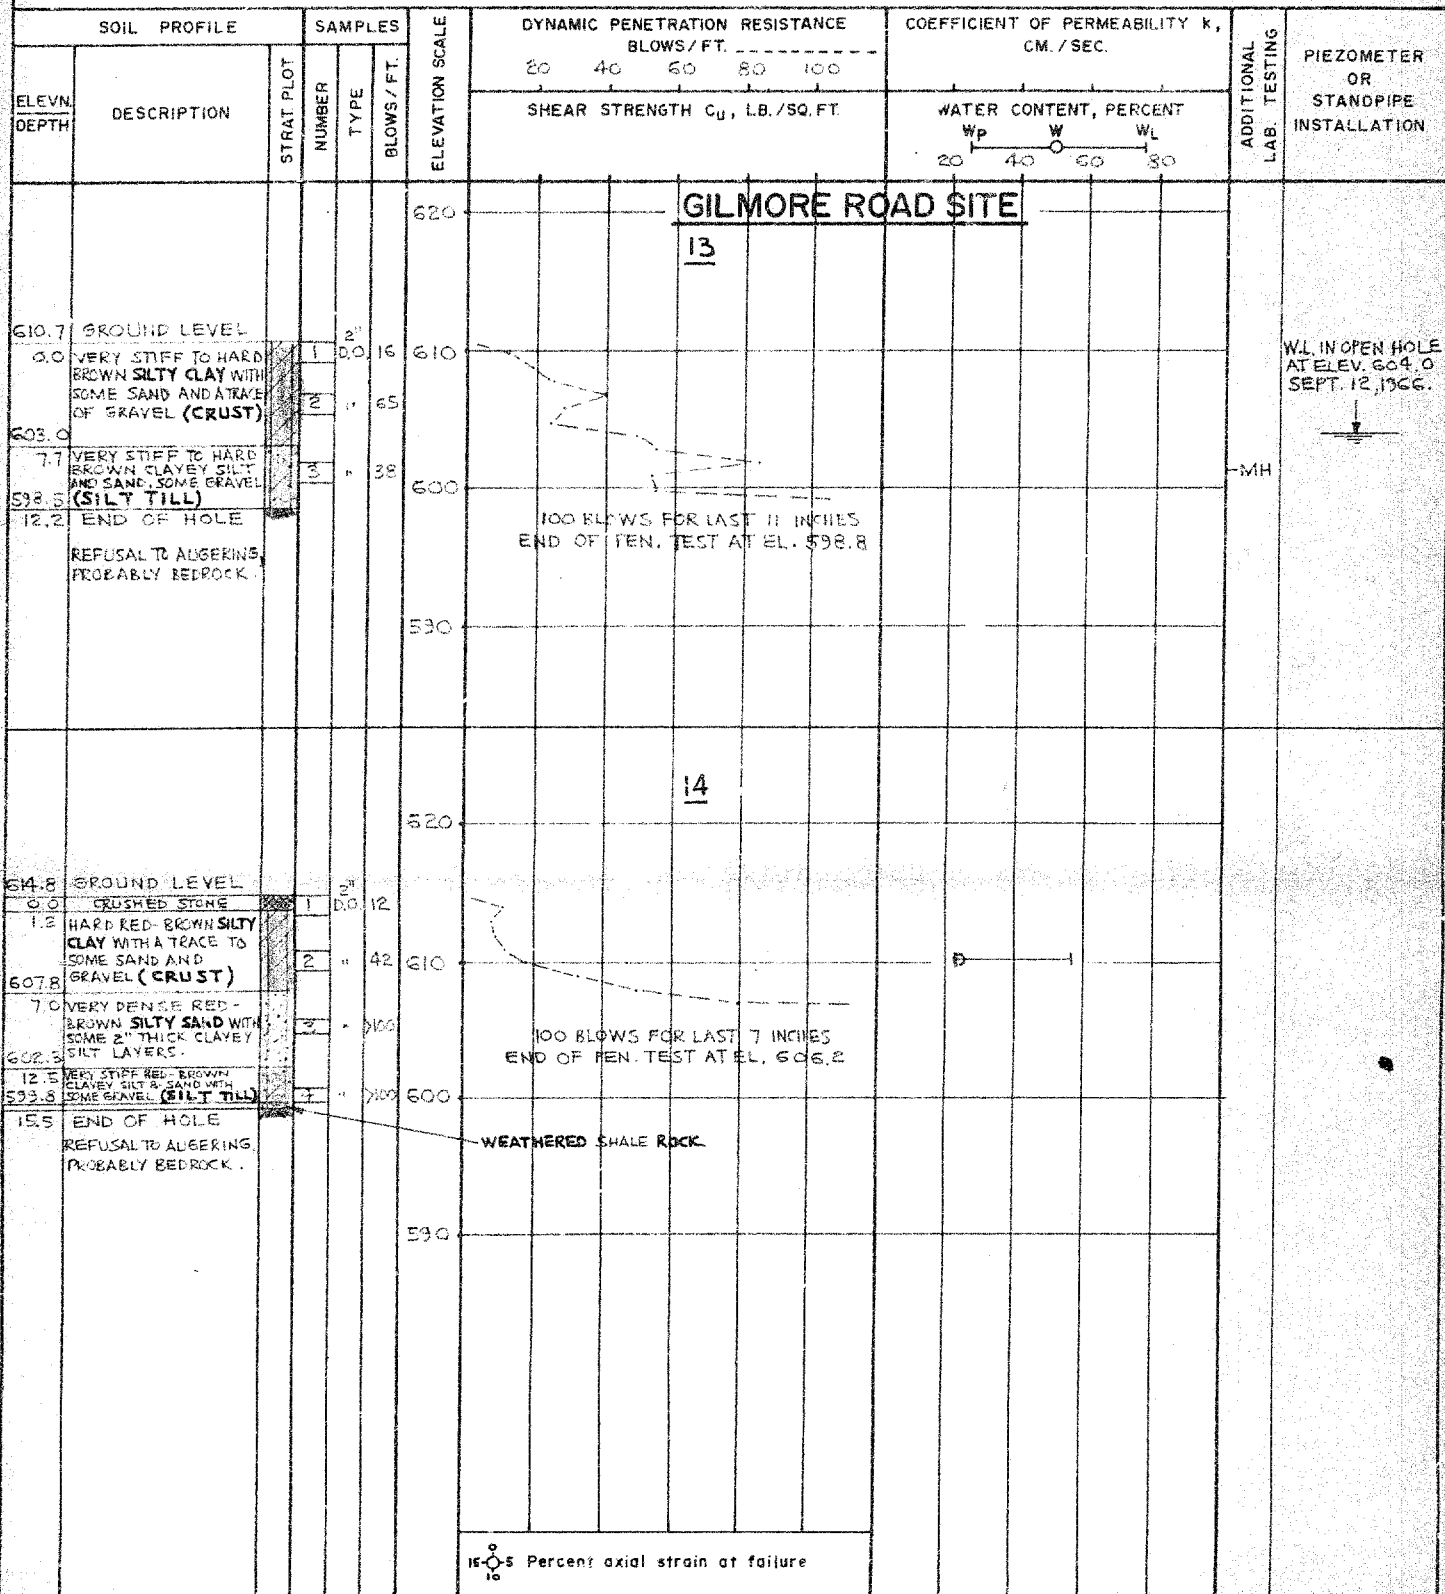 SOIL PROFILE
SAMPLES
ELEVATION SCALE
DYNAMIC PENETRATION RESISTANCE
BLOWS/FT.
20 40 60 80 100
COEFFICIENT OF PERMEABILITY k,
CM./SEC.
ADDITIONAL
LAB. TESTING
PIEZOMETER
OR
STANDPIPE
INSTALLATION
ELEVN.
DEPTH
DESCRIPTION
STRAT PLOT
NUMBER
TYPE
BLOWS/FT.
SHEAR STRENGTH Cu, LB./SQ.FT.
WATER CONTENT, PERCENT
Wp W WL
20 40 60 80
GILMORE ROAD SITE
620
13
610.7 GROUND LEVEL
0.0 VERY STIFF TO HARD
BROWN SILTY CLAY WITH
SOME SAND AND A TRACE
OF GRAVEL (CRUST)
603.0
7.7 VERY STIFF TO HARD
BROWN CLAYEY SILT
AND SAND, SOME GRAVEL
598.5 (SILT TILL)
12.2 END OF HOLE
REFUSAL TO AUGERING,
PROBABLY BEDROCK.
1 2" D.O. 16
2 " 65
3 " 38
610
600
590
100 BLOWS FOR LAST 11 INCHES
END OF PEN. TEST AT EL. 598.8
MH
W.L. IN OPEN HOLE
AT ELEV. 604.0
SEPT. 12, 1966.
14
620
614.8 GROUND LEVEL
0.0 CRUSHED STONE
1.2 HARD RED-BROWN SILTY
CLAY WITH A TRACE TO
SOME SAND AND
GRAVEL (CRUST)
607.8
7.0 VERY DENSE RED-
BROWN SILTY SAND WITH
SOME 2" THICK CLAYEY
SILT LAYERS.
602.3
12.5 VERY STIFF RED-BROWN
CLAYEY SILT & SAND WITH
599.8 SOME GRAVEL (SILT TILL)
15.5 END OF HOLE
REFUSAL TO AUGERING,
PROBABLY BEDROCK.
1 2" D.O. 12
2 " 42
3 " >100
4 " >100
610
600
590
100 BLOWS FOR LAST 7 INCHES
END OF PEN. TEST AT EL. 606.2
WEATHERED SHALE ROCK
0
15 5 Percent axial strain at failure
10